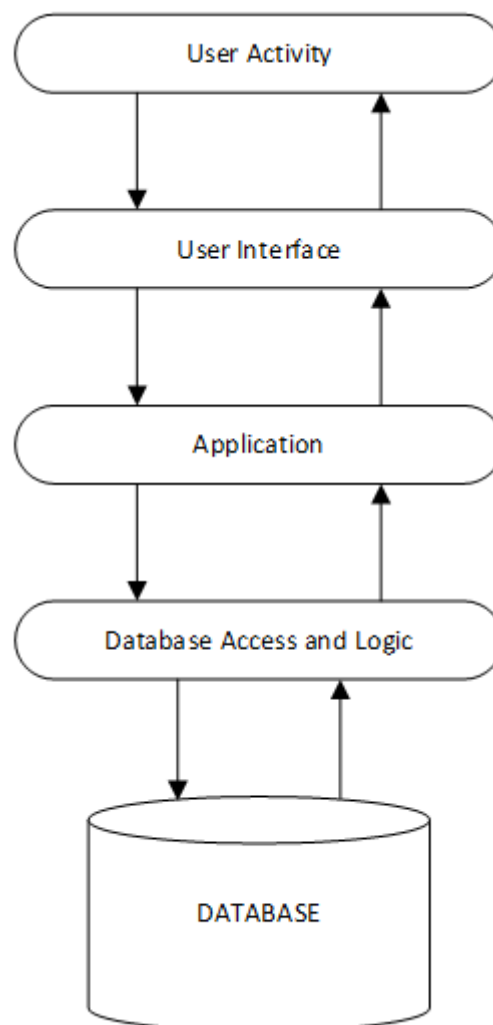 User Activity
User Interface
Application
Database Access and Logic
DATABASE